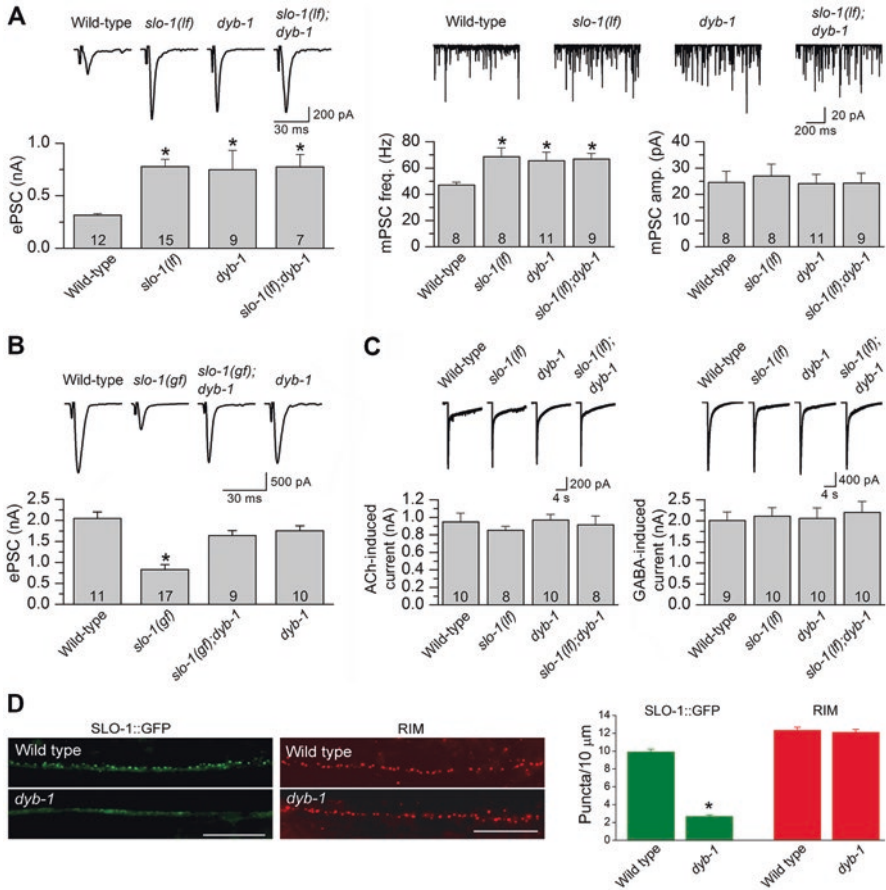 A
Wild-type slo-1(lf) dyb-1 slo-1(lf); dyb-1
200 pA
30 ms
ePSC (nA)
1.0
0.5
0.0
12 15 9 7
* * *
Wild-type slo-1(lf) dyb-1 slo-1(lf);dyb-1
Wild-type slo-1(lf) dyb-1 slo-1(lf); dyb-1
20 pA
200 ms
mPSC freq. (Hz)
80
60
40
20
0
* * *
8 8 11 9
Wild-type slo-1(lf) dyb-1 slo-1(lf);dyb-1
mPSC amp. (pA)
40
30
20
10
0
8 8 11 9
Wild-type slo-1(lf) dyb-1 slo-1(lf);dyb-1
B
Wild-type slo-1(gf) slo-1(gf); dyb-1 dyb-1
500 pA
30 ms
ePSC (nA)
2.5
2.0
1.5
1.0
0.5
0.0
*
11 17 9 10
Wild-type slo-1(gf) slo-1(gf);dyb-1 dyb-1
C
Wild-type slo-1(lf) dyb-1 slo-1(lf); dyb-1
200 pA
4 s
ACh-induced
current (nA)
1.2
1.0
0.8
0.6
0.4
0.2
0.0
10 8 10 8
Wild-type slo-1(lf) dyb-1 slo-1(lf);dyb-1
Wild-type slo-1(lf) dyb-1 slo-1(lf); dyb-1
400 pA
4 s
GABA-induced
current (nA)
2.5
2.0
1.5
1.0
0.5
0.0
9 10 10 10
Wild-type slo-1(lf) dyb-1 slo-1(lf);dyb-1
D
SLO-1::GFP
Wild type
dyb-1
RIM
Wild type
dyb-1
SLO-1::GFP RIM
Puncta/10 µm
14
12
10
8
6
4
2
0
*
Wild type dyb-1 Wild type dyb-1